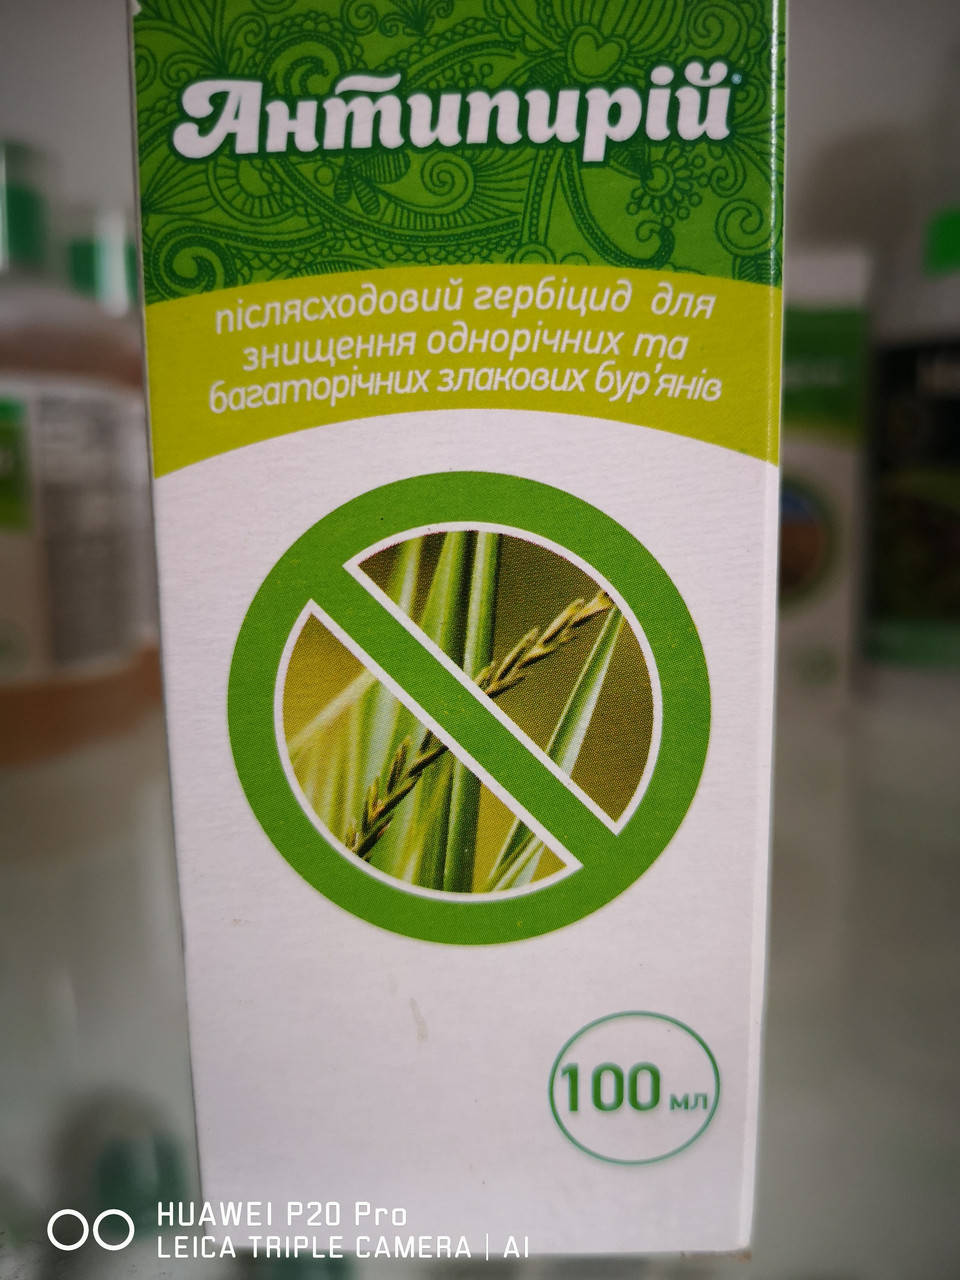 Антипирій®
післясходовий гербіцид для
знищення однорічних та
багаторічних злакових бур'янів
100 мл
HUAWEI P20 Pro
LEICA TRIPLE CAMERA | AI